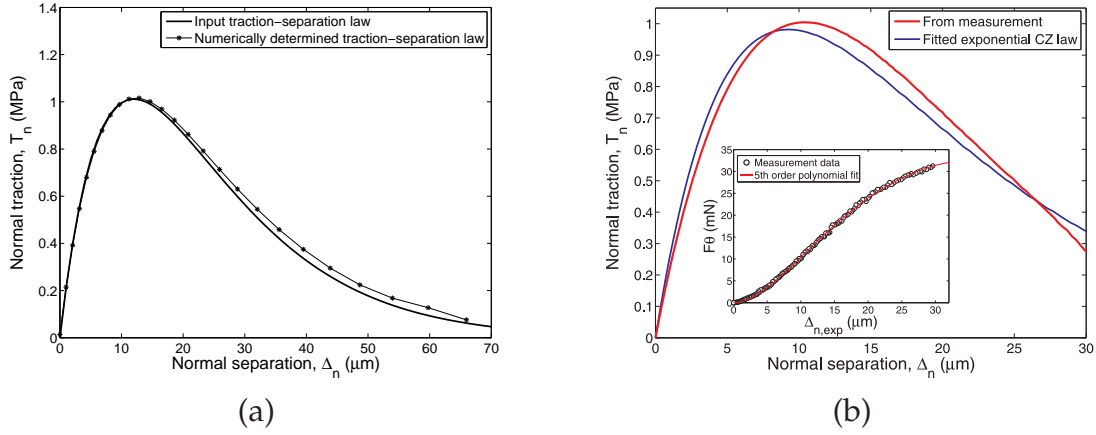 Input traction−separation law
Numerically determined traction−separation law
Normal traction, Tn (MPa)
1.4
1.2
1
0.8
0.6
0.4
0.2
0
0 10 20 30 40 50 60 70
Normal separation, Δn (μm)
(a)
From measurement
Fitted exponential CZ law
Normal traction, Tn (MPa)
1
0.9
0.8
0.7
0.6
0.5
0.4
0.3
0.2
0.1
0
Measurement data
5th order polynomial fit
Fθ (mN)
35
30
25
20
15
10
5
0
0 5 10 15 20 25 30
Δn,exp (μm)
0 5 10 15 20 25 30
Normal separation, Δn (μm)
(b)